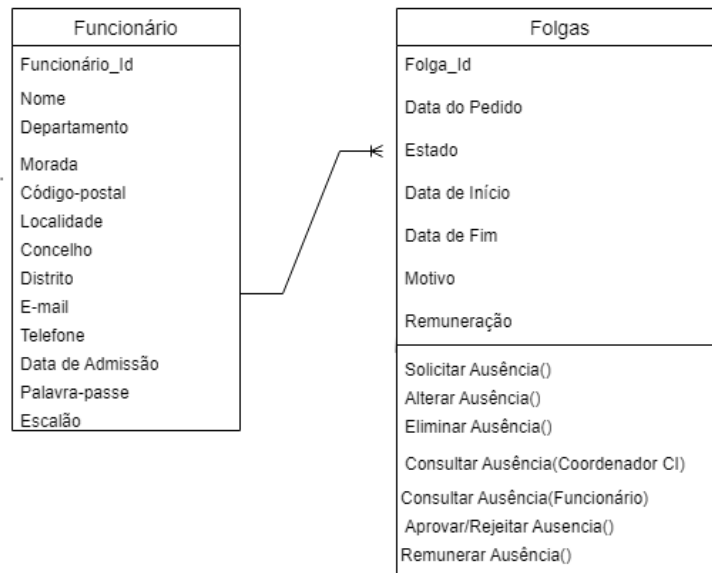 Funcionário
Funcionário_Id
Nome
Departamento
Morada
Código-postal
Localidade
Concelho
Distrito
E-mail
Telefone
Data de Admissão
Palavra-passe
Escalão
Folgas
Folga_Id
Data do Pedido
Estado
Data de Início
Data de Fim
Motivo
Remuneração
Solicitar Ausência()
Alterar Ausência()
Eliminar Ausência()
Consultar Ausência(Coordenador CI)
Consultar Ausência(Funcionário)
Aprovar/Rejeitar Ausencia()
Remunerar Ausência()